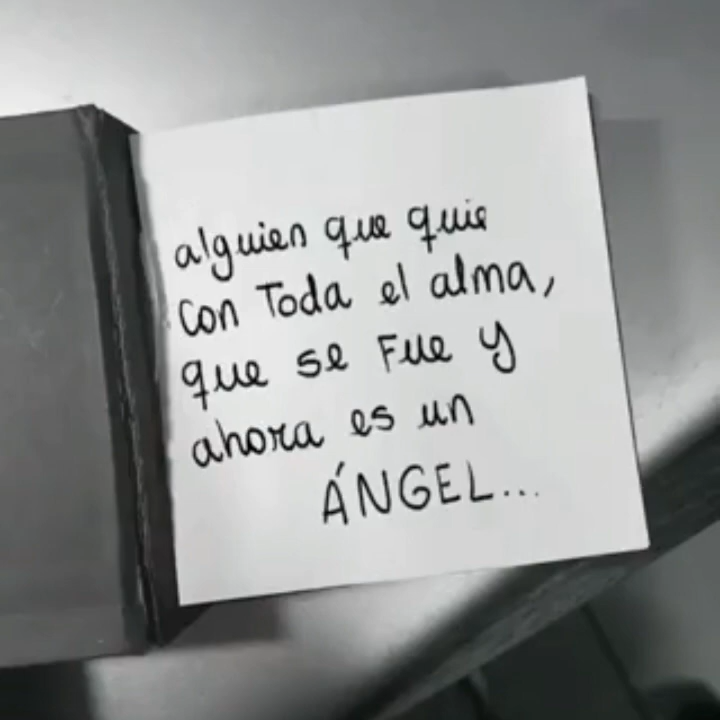 alguien que quie
con Toda el alma,
que se Fue y
ahora es un
ÁNGEL...